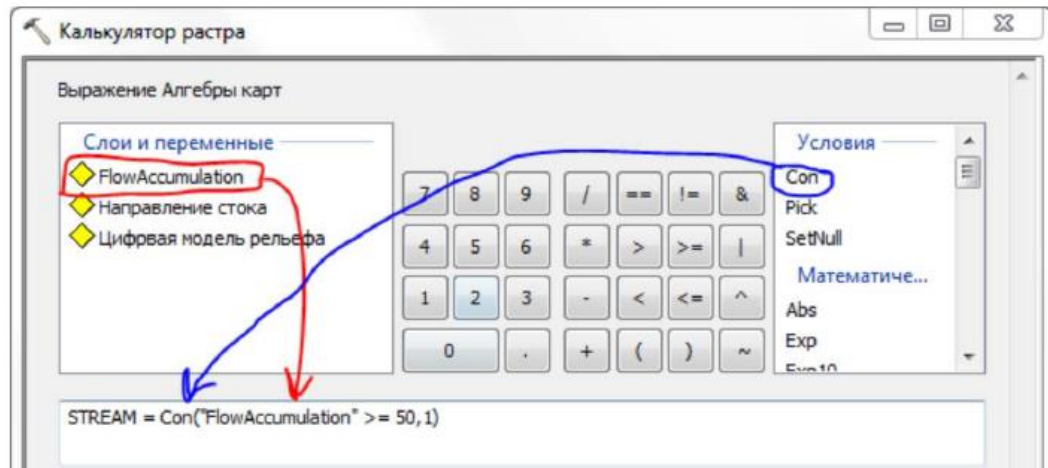 Калькулятор растра
Выражение Алгебры карт
Слои и переменные
FlowAccumulation
Направление стока
Цифрвая модель рельефа
7 8 9 / == != &
4 5 6 * > >= |
1 2 3 - < <= ^
0 . + ( ) ~
Условия
Con
Pick
SetNull
Математиче...
Abs
Exp
Exp10
STREAM = Con("FlowAccumulation" >= 50,1)